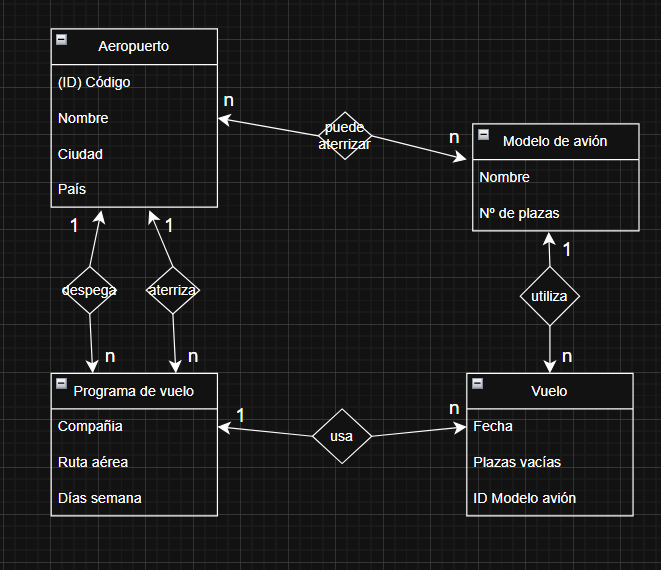 Aeropuerto
(ID) Código
Nombre
Ciudad
País
n
puede
aterrizar
n
Modelo de avión
Nombre
Nº de plazas
1
1
1
despega
aterriza
utiliza
n
n
n
Programa de vuelo
Compañia
Ruta aérea
Días semana
1
usa
n
Vuelo
Fecha
Plazas vacías
ID Modelo avión